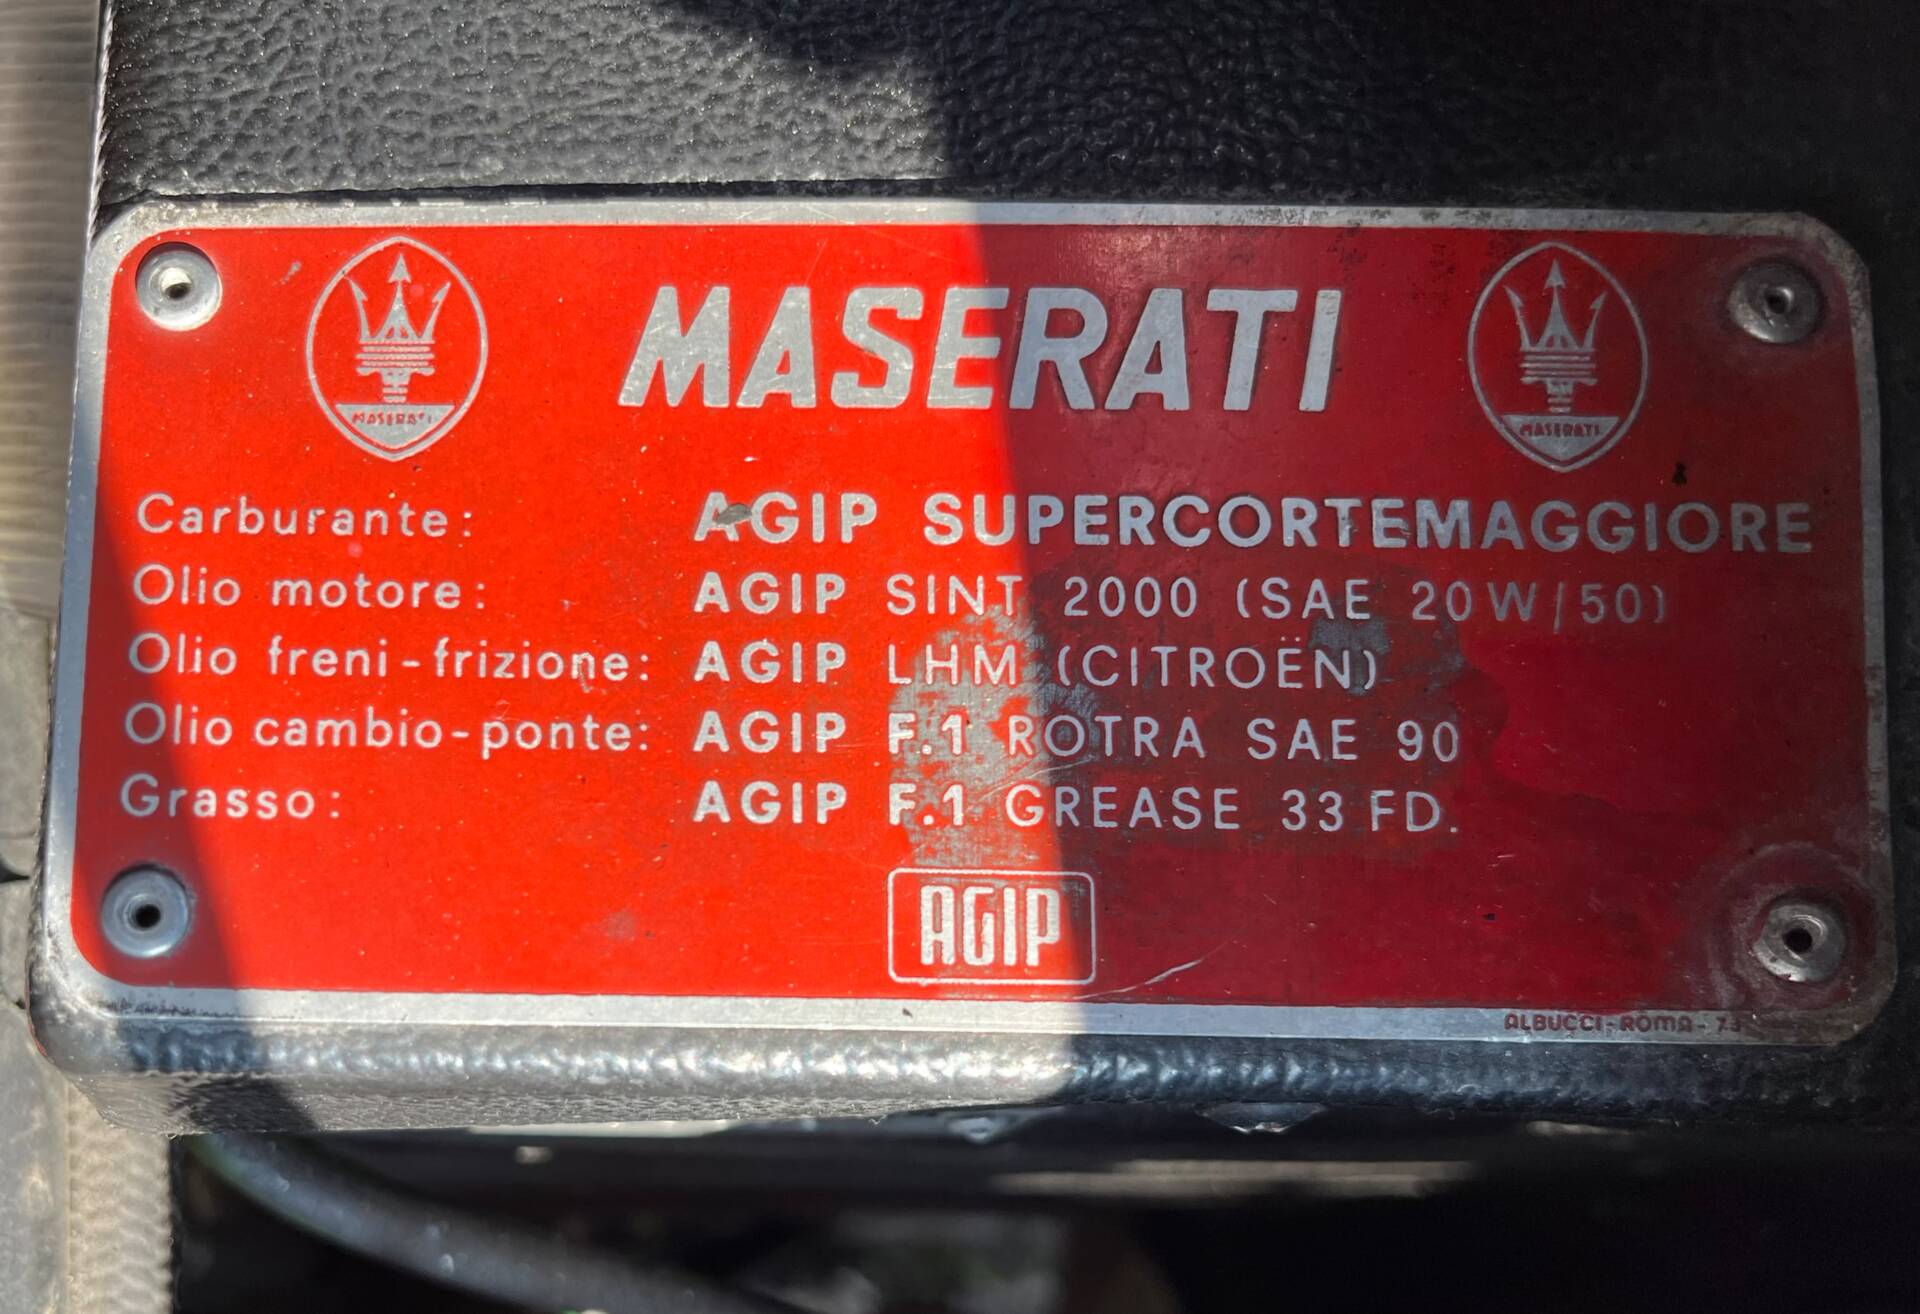 MASERATI
MASERATI
MASERATI
Carburante: AGIP SUPERCORTEMAGGIORE
Olio motore: AGIP SINT 2000 (SAE 20W/50)
Olio freni-frizione: AGIP LHM (CITROËN)
Olio cambio-ponte: AGIP F.1 ROTRA SAE 90
Grasso: AGIP F.1 GREASE 33 FD.
AGIP
ALBUCCI-ROMA-73